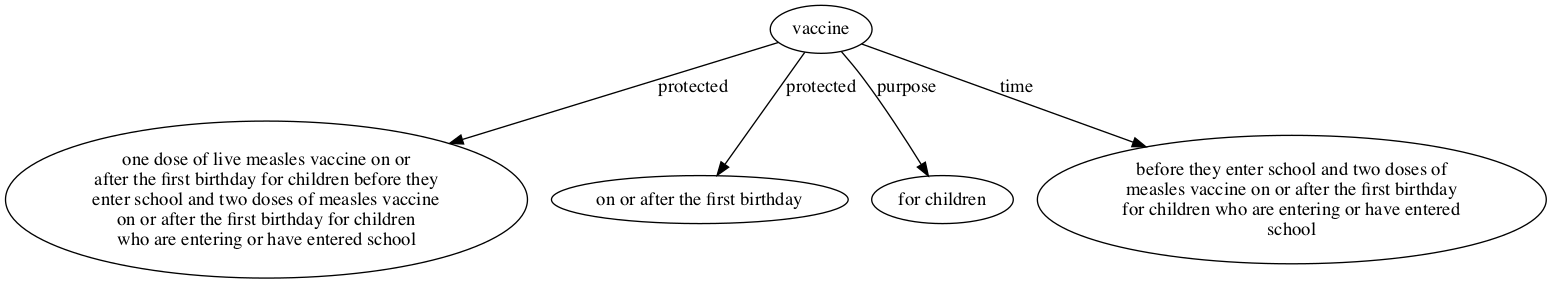 vaccine
protected
protected
purpose
time
one dose of live measles vaccine on or
after the first birthday for children before they
enter school and two doses of measles vaccine
on or after the first birthday for children
who are entering or have entered school
on or after the first birthday
for children
before they enter school and two doses of
measles vaccine on or after the first birthday
for children who are entering or have entered
school